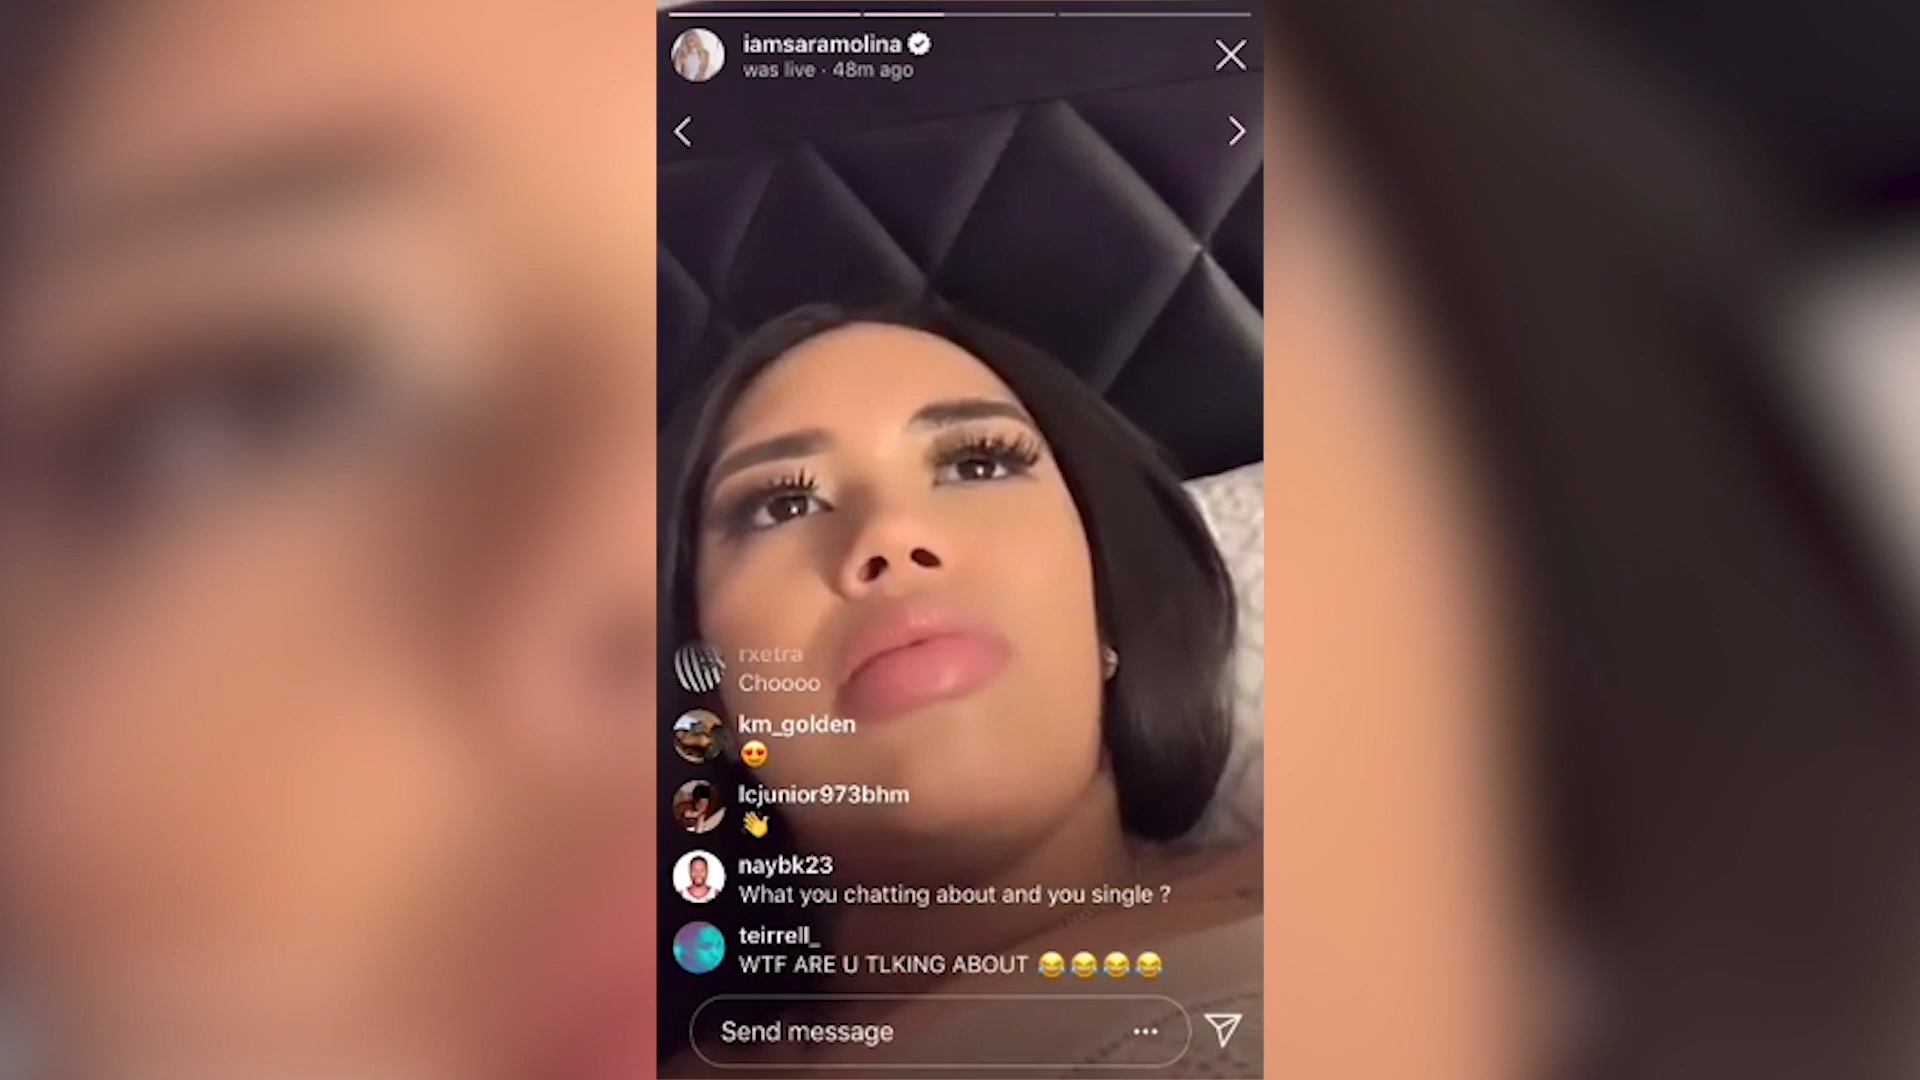 iamsaramolina
was live · 48m ago
rxetra
Choooo
km_golden
😍
lcjunior973bhm
👋
naybk23
What you chatting about and you single ?
teirrell_
WTF ARE U TLKING ABOUT 😂😂😂😂
Send message